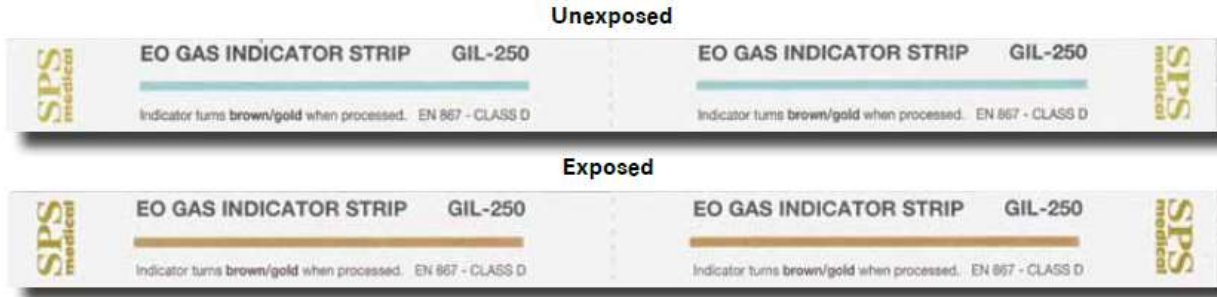 Unexposed
SPS medical
EO GAS INDICATOR STRIP GIL-250
Indicator turns brown/gold when processed. EN 867 - CLASS D
EO GAS INDICATOR STRIP GIL-250
Indicator turns brown/gold when processed. EN 867 - CLASS D
SPS medical
Exposed
SPS medical
EO GAS INDICATOR STRIP GIL-250
Indicator turns brown/gold when processed. EN 867 - CLASS D
EO GAS INDICATOR STRIP GIL-250
Indicator turns brown/gold when processed. EN 867 - CLASS D
SPS medical